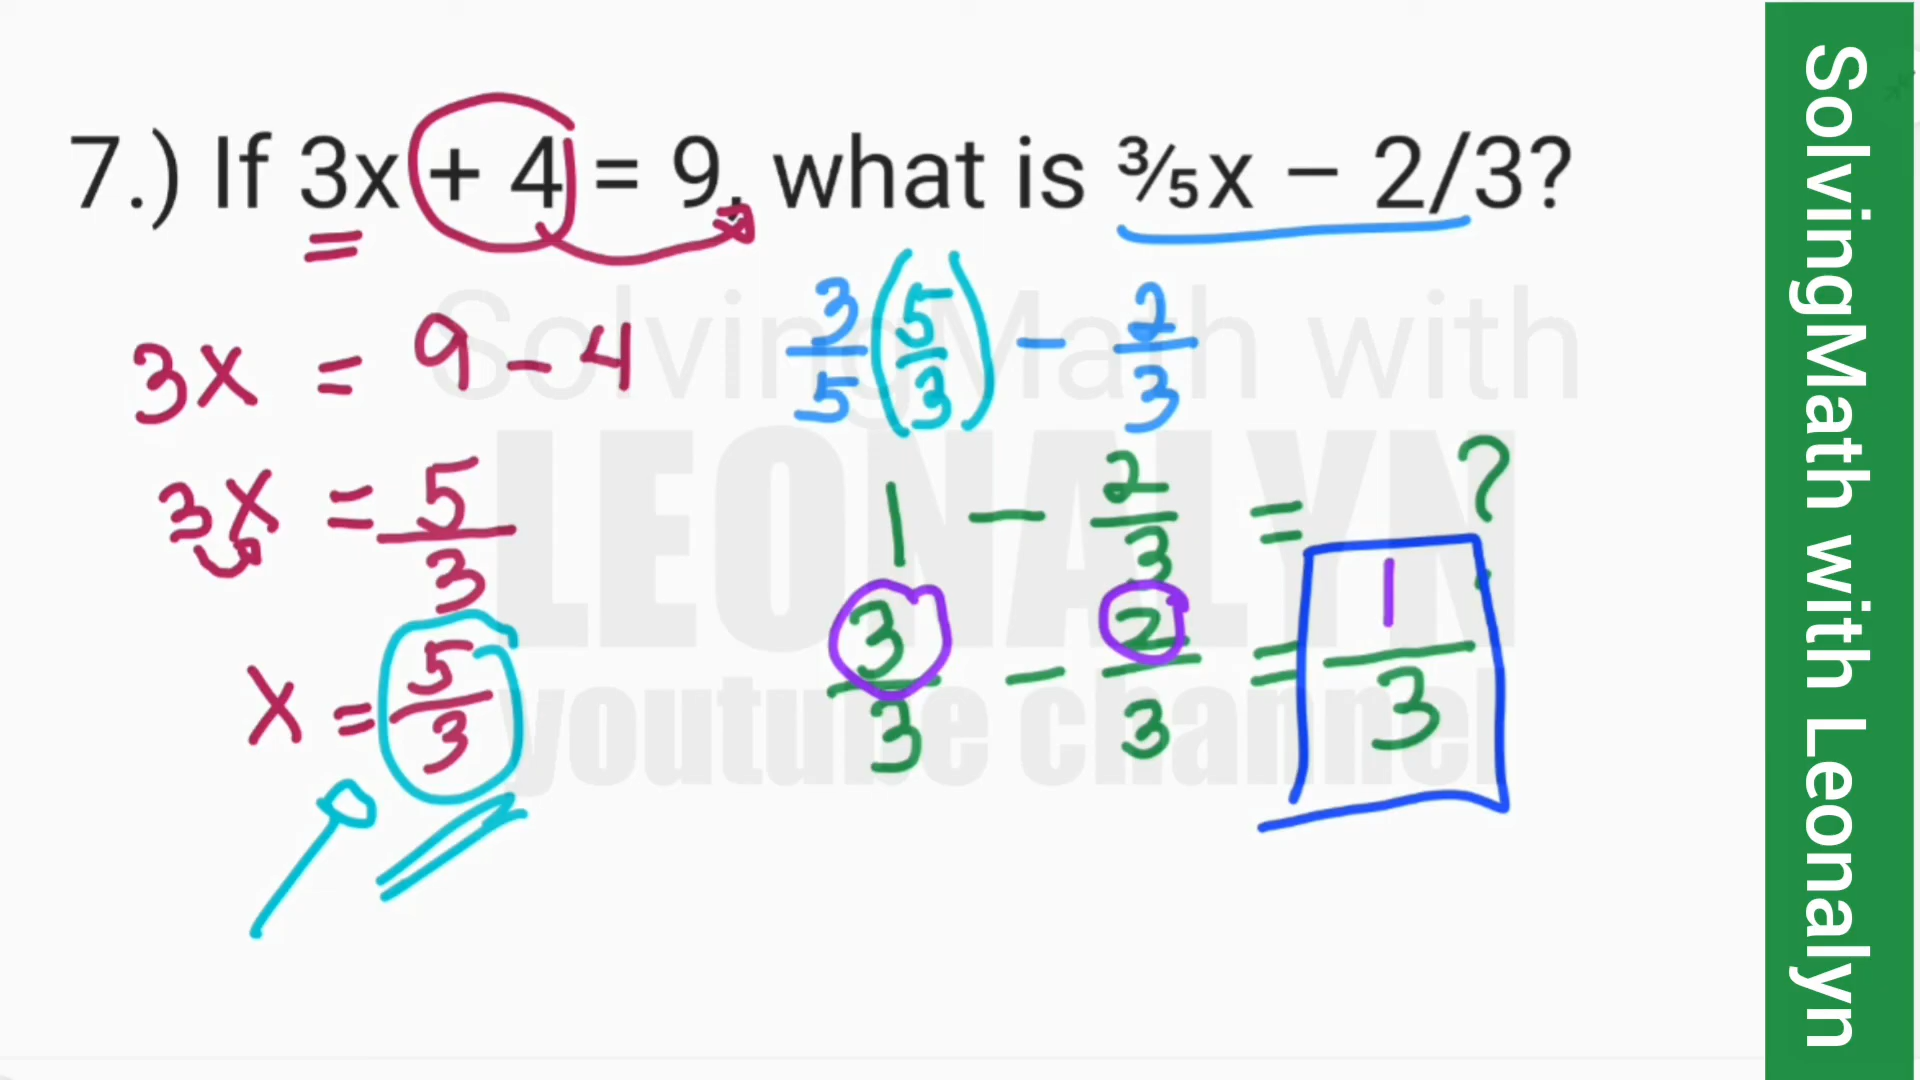 7.) If 3x + 4 = 9, what is ⅗x – 2/3?
3x = 9 - 4
3x = 5/3
x = 5/3
3/5 (5/3) - 2/3
1 - 2/3 = ?
3/3 - 2/3 = 1/3
SolvingMath with
LEONALYN
youtube channel
SolvingMath with Leonalyn